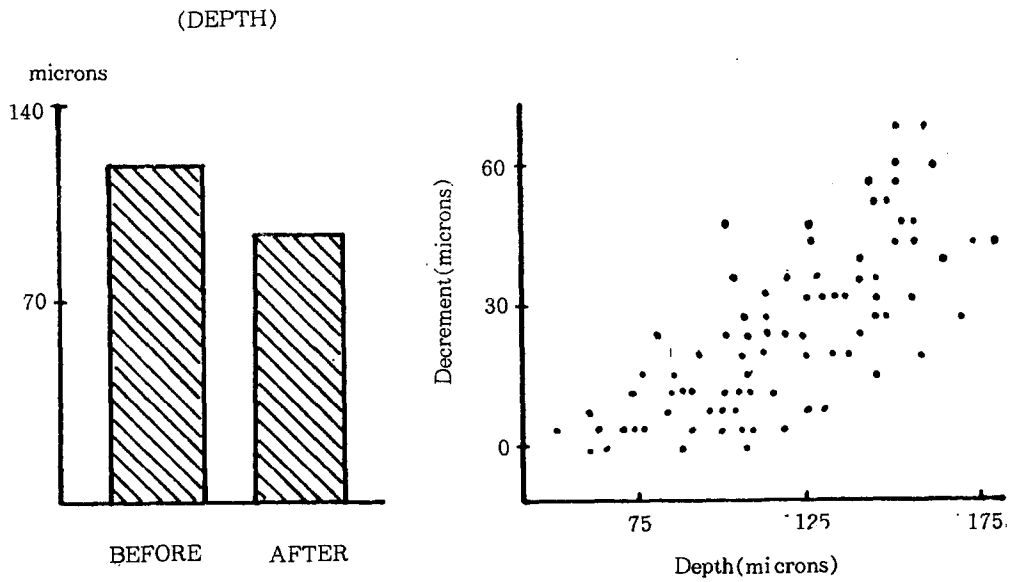 (DEPTH)
microns
140
70
BEFORE AFTER
Decrement(microns)
60
30
0
75 125 175
Depth(microns)